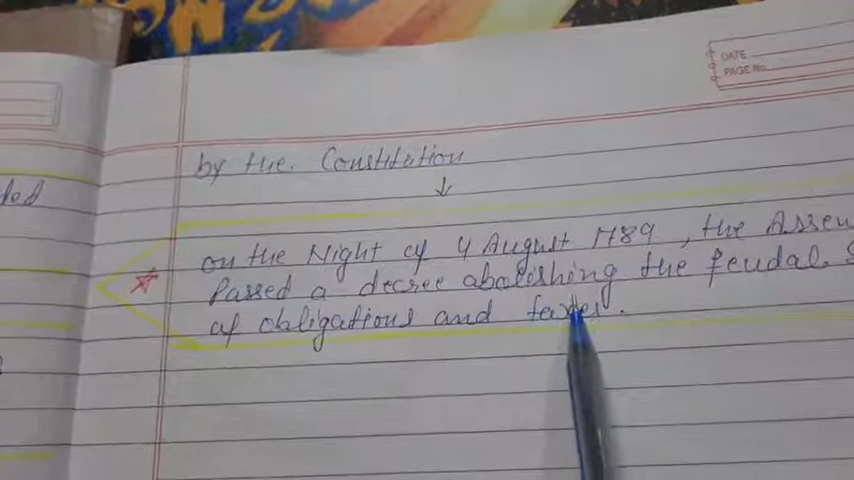 DATE
PAGE No.
by the. Constitution
↓
on the Night of 4 August 1789, the Assem
Passed a decree abolishing the feudal. S
of obligations and taxes.